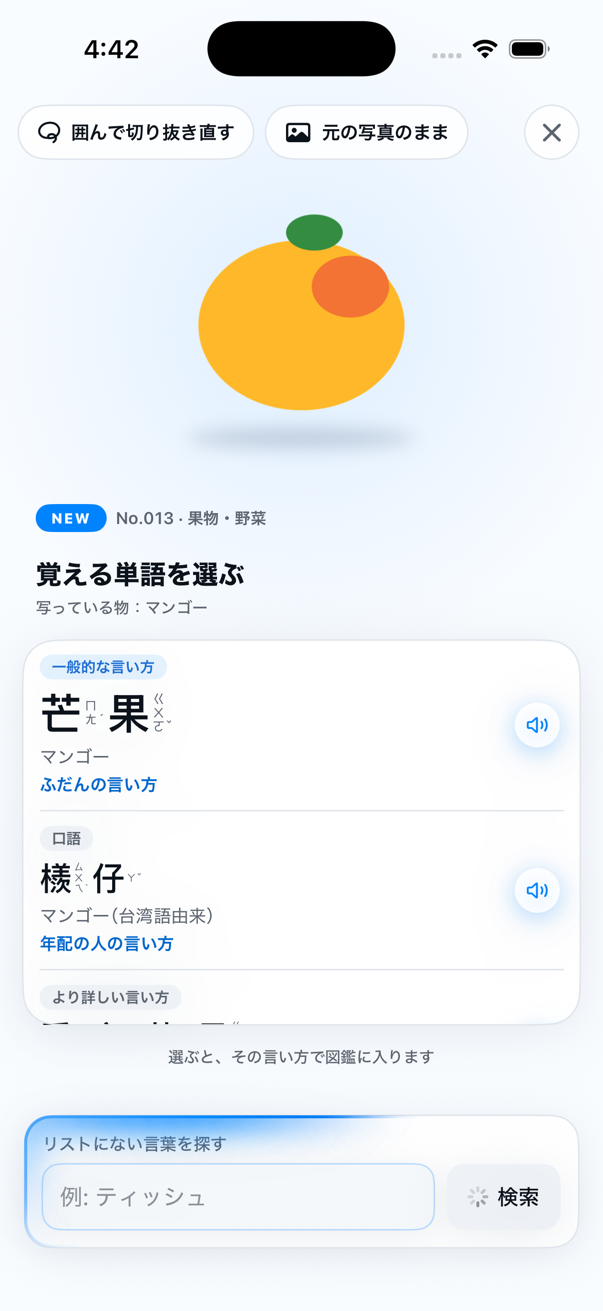 4:42
囲んで切り抜き直す
元の写真のまま
NEW No.013 · 果物・野菜
覚える単語を選ぶ
写っている物：マンゴー
一般的な言い方
芒ㄇㄤˊ果ㄍㄨㄛˇ
マンゴー
ふだんの言い方
口語
檨仔
マンゴー（台湾語由来）
年配の人の言い方
より詳しい言い方
選ぶと、その言い方で図鑑に入ります
リストにない言葉を探す
例: ティッシュ
検索